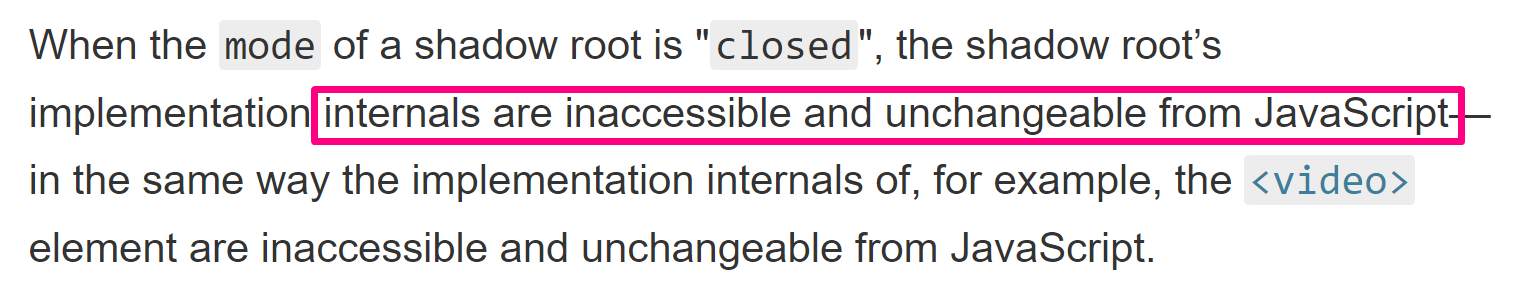 When the mode of a shadow root is "closed", the shadow root’s
implementation internals are inaccessible and unchangeable from JavaScript—
in the same way the implementation internals of, for example, the <video>
element are inaccessible and unchangeable from JavaScript.